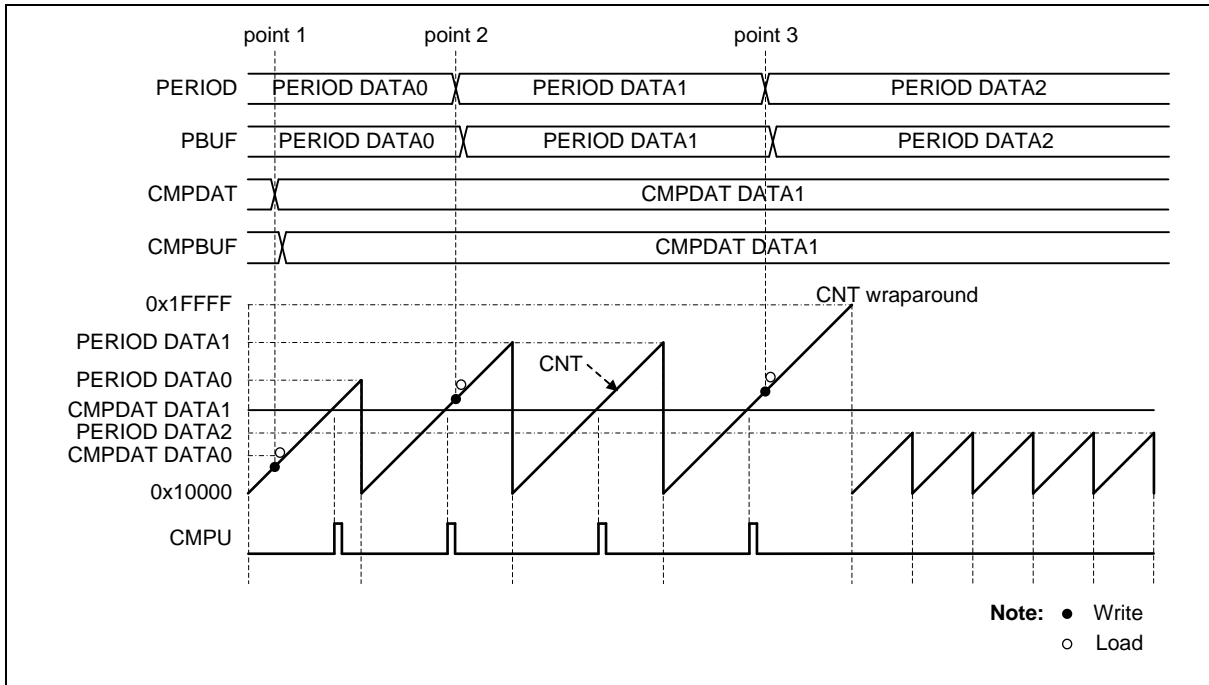 point 1 point 2 point 3
PERIOD PERIOD DATA0 PERIOD DATA1 PERIOD DATA2
PBUF PERIOD DATA0 PERIOD DATA1 PERIOD DATA2
CMPDAT CMPDAT DATA1
CMPBUF CMPDAT DATA1
0x1FFFF CNT wraparound
PERIOD DATA1
CNT
PERIOD DATA0
CMPDAT DATA1
PERIOD DATA2
CMPDAT DATA0
0x10000
CMPU
Note: ● Write
○ Load